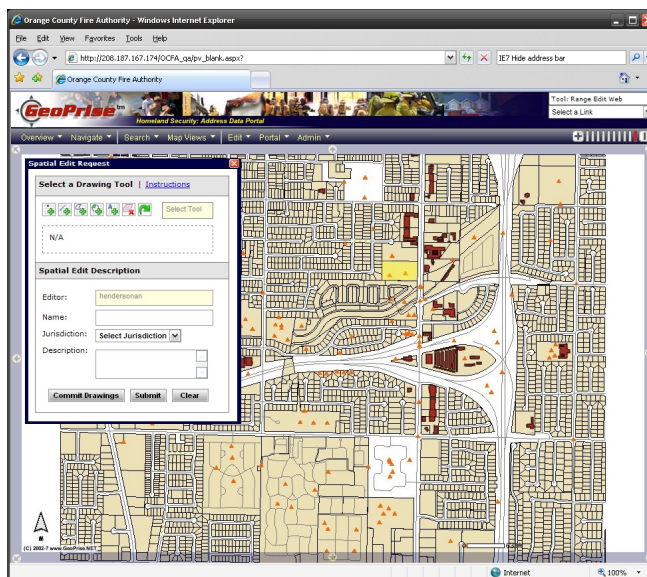 Orange County Fire Authority - Windows Internet Explorer
File Edit View Favorites Tools Help
http://208.187.167.174/OCFA_qa/pv_blank.aspx?
IE7 Hide address bar
Orange County Fire Authority
GeoPrise tm
Homeland Security: Address Data Portal
Tool: Range Edit Web
Select a Link
Overview Navigate Search Map Views Edit Portal Admin
Spatial Edit Request
Select a Drawing Tool | Instructions
Select Tool
N/A
Spatial Edit Description
Editor: hendersonan
Name:
Jurisdiction: Select Jurisdiction
Description:
Commit Drawings Submit Clear
N
(C) 2002-7 www.GeoPrise.NET
Internet 100%